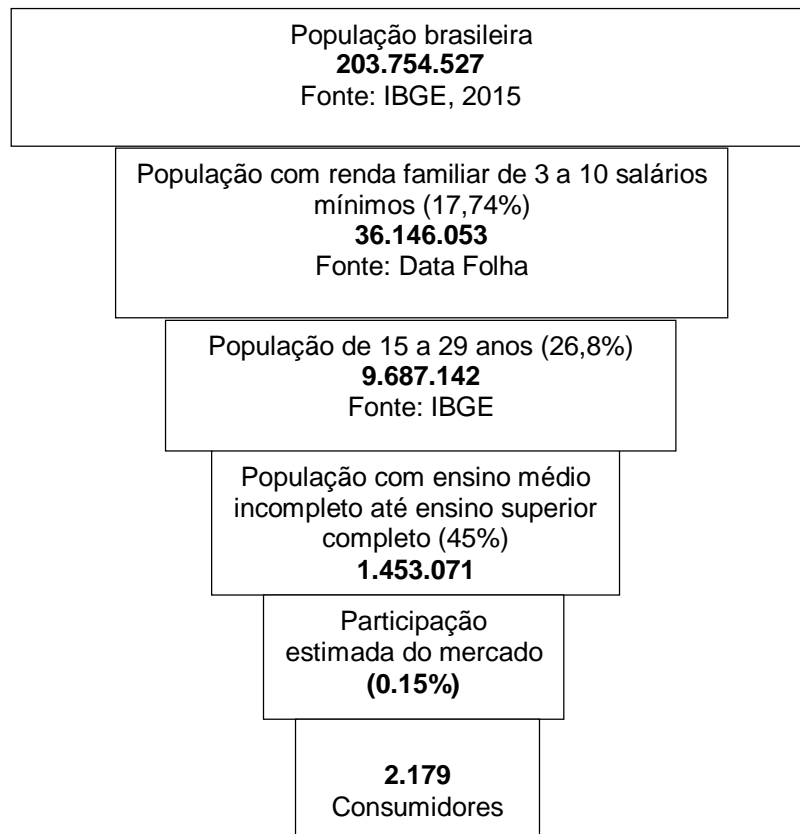 População brasileira
203.754.527
Fonte: IBGE, 2015
População com renda familiar de 3 a 10 salários
mínimos (17,74%)
36.146.053
Fonte: Data Folha
População de 15 a 29 anos (26,8%)
9.687.142
Fonte: IBGE
População com ensino médio
incompleto até ensino superior
completo (45%)
1.453.071
Participação
estimada do mercado
(0.15%)
2.179
Consumidores